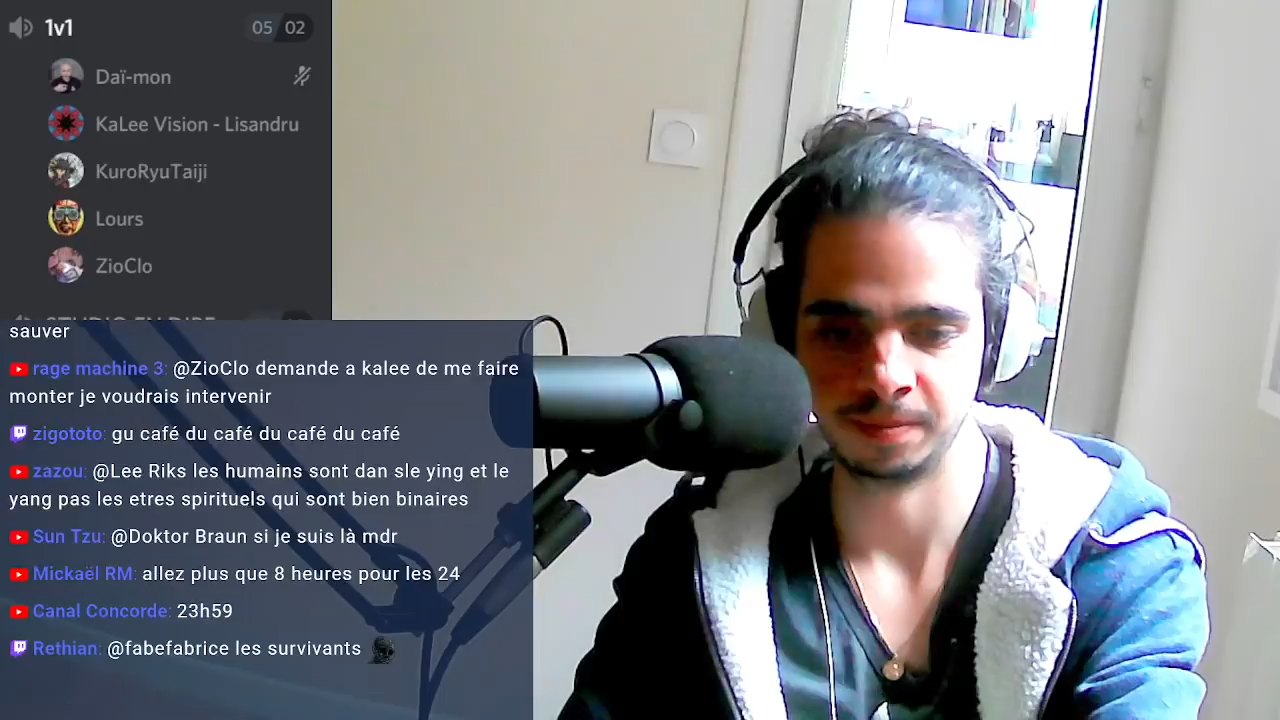 1v1
05 02
Daï-mon
KaLee Vision - Lisandru
KuroRyuTaiji
Lours
ZioClo
STUDIO EN DIRE
sauver
rage machine 3: @ZioClo demande a kalee de me faire
monter je voudrais intervenir
zigototo: gu café du café du café du café
zazou: @Lee Riks les humains sont dan sle ying et le
yang pas les etres spirituels qui sont bien binaires
Sun Tzu: @Doktor Braun si je suis là mdr
Mickaël RM: allez plus que 8 heures pour les 24
Canal Concorde: 23h59
Rethian: @fabefabrice les survivants